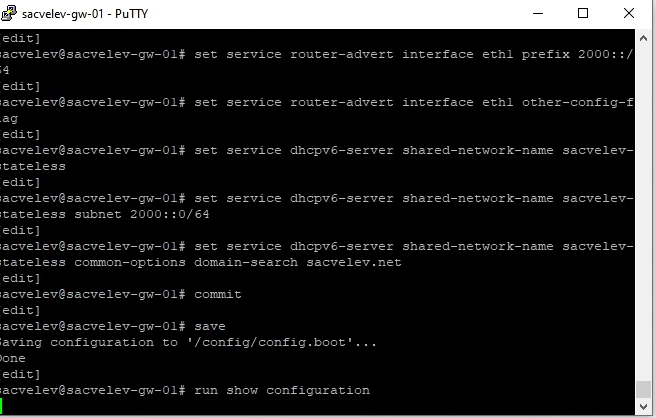 sacvelev-gw-01 - PuTTY
[edit]
sacvelev@sacvelev-gw-01# set service router-advert interface eth1 prefix 2000::/
64
[edit]
sacvelev@sacvelev-gw-01# set service router-advert interface eth1 other-config-f
lag
[edit]
sacvelev@sacvelev-gw-01# set service dhcpv6-server shared-network-name sacvelev-
stateless
[edit]
sacvelev@sacvelev-gw-01# set service dhcpv6-server shared-network-name sacvelev-
stateless subnet 2000::0/64
[edit]
sacvelev@sacvelev-gw-01# set service dhcpv6-server shared-network-name sacvelev-
stateless common-options domain-search sacvelev.net
[edit]
sacvelev@sacvelev-gw-01# commit
[edit]
sacvelev@sacvelev-gw-01# save
Saving configuration to '/config/config.boot'...
Done
[edit]
sacvelev@sacvelev-gw-01# run show configuration